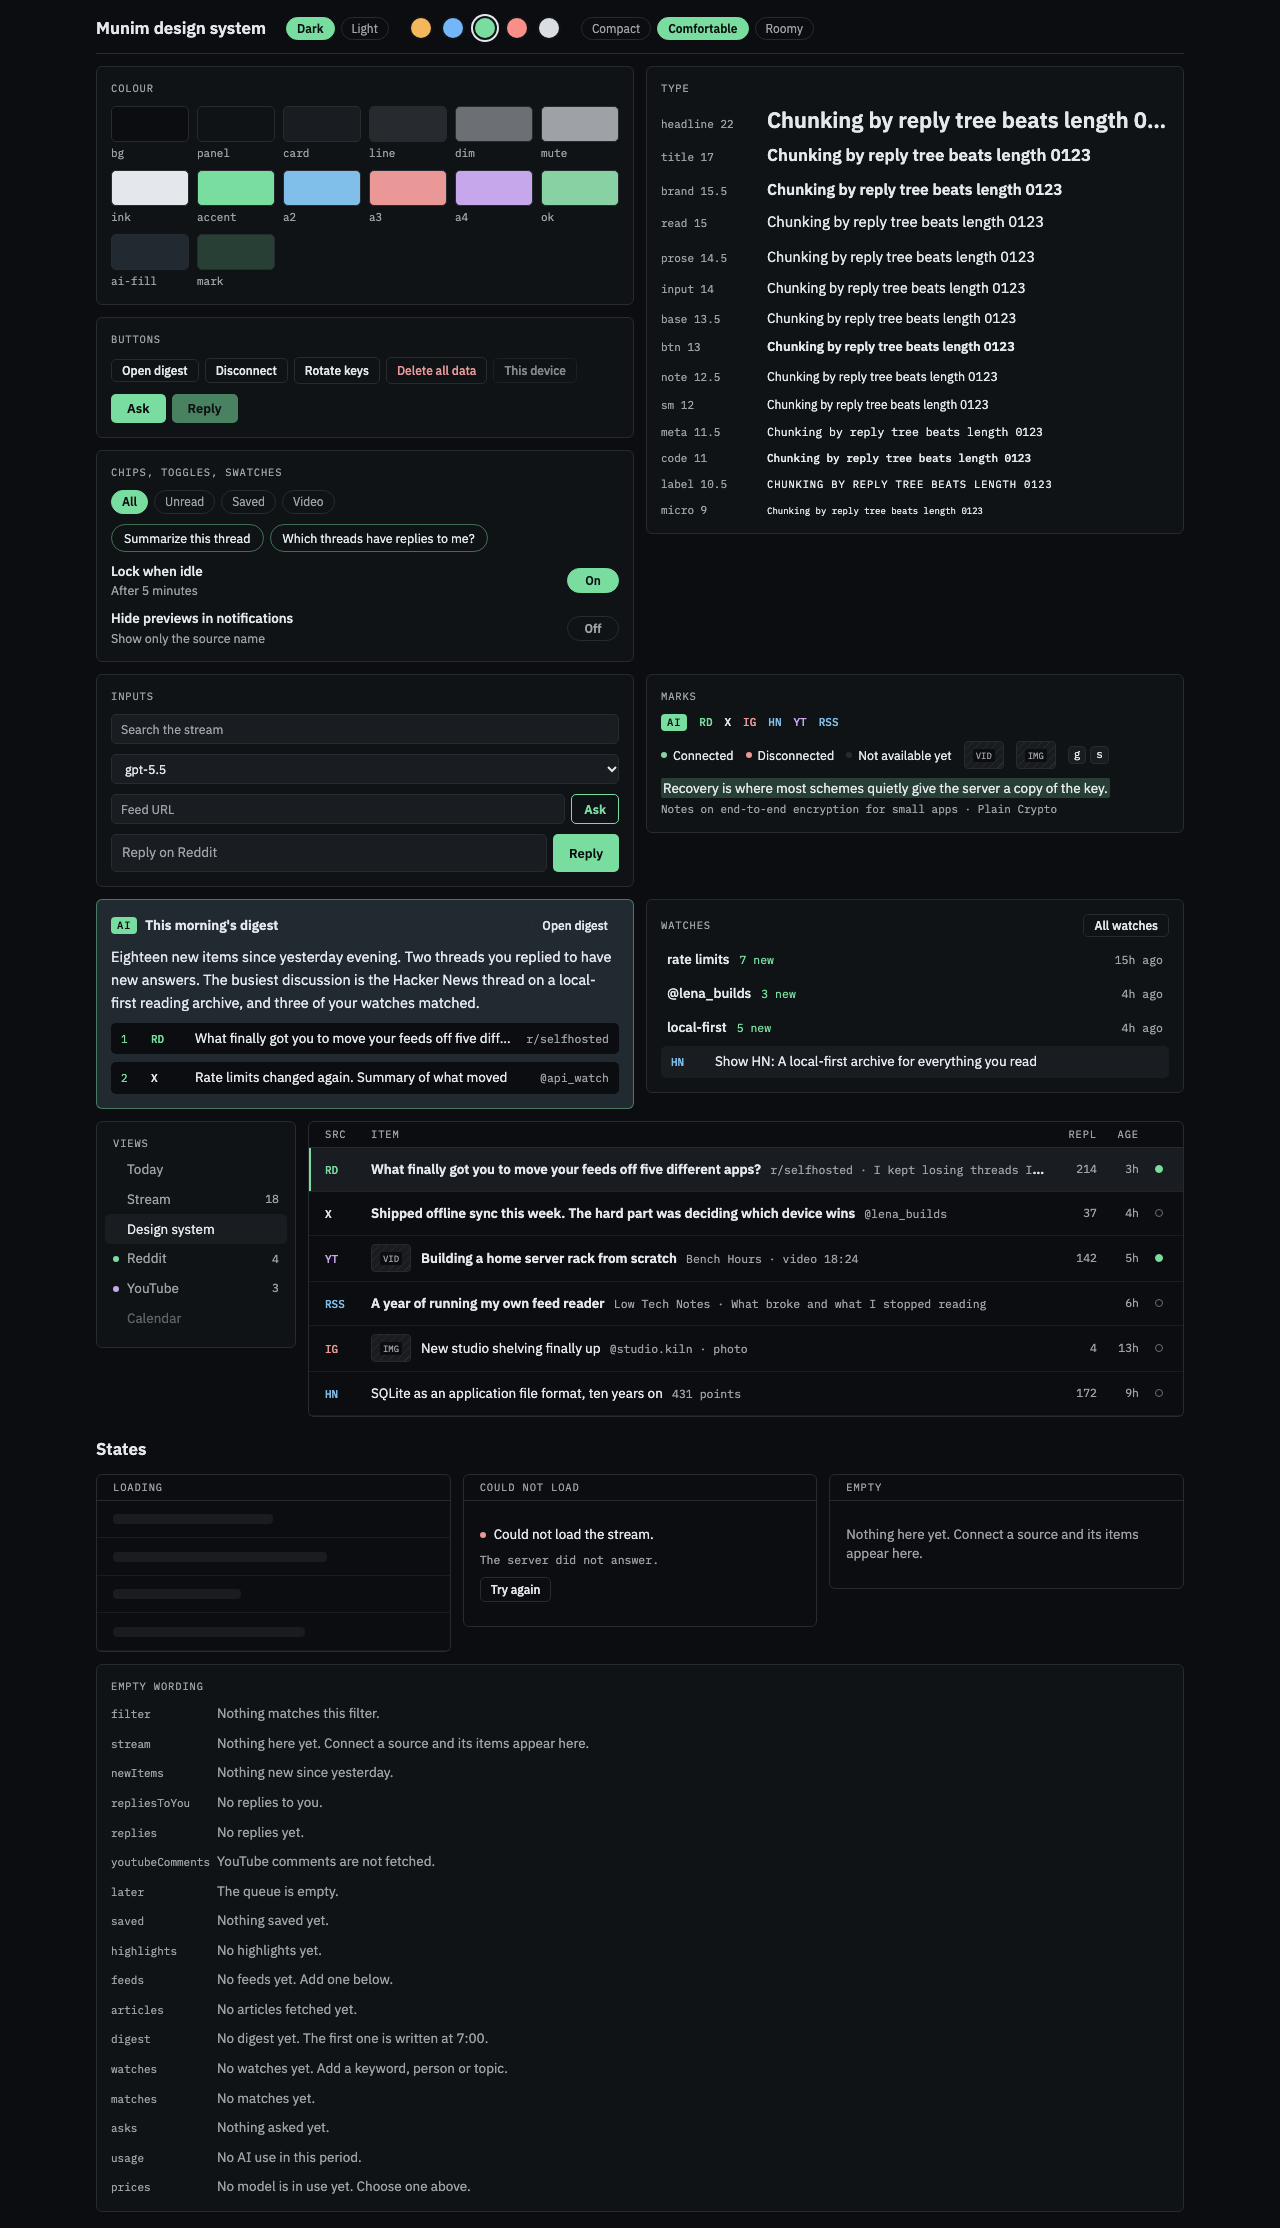 Munim design system
Dark Light Compact Comfortable Roomy
COLOUR
bg panel card line dim mute
ink accent a2 a3 a4 ok
ai-fill mark
TYPE
headline 22 Chunking by reply tree beats length 0…
title 17 Chunking by reply tree beats length 0123
brand 15.5 Chunking by reply tree beats length 0123
read 15 Chunking by reply tree beats length 0123
prose 14.5 Chunking by reply tree beats length 0123
input 14 Chunking by reply tree beats length 0123
base 13.5 Chunking by reply tree beats length 0123
btn 13 Chunking by reply tree beats length 0123
note 12.5 Chunking by reply tree beats length 0123
sm 12 Chunking by reply tree beats length 0123
meta 11.5 Chunking by reply tree beats length 0123
code 11 Chunking by reply tree beats length 0123
label 10.5 CHUNKING BY REPLY TREE BEATS LENGTH 0123
micro 9 Chunking by reply tree beats length 0123
BUTTONS
Open digest Disconnect Rotate keys Delete all data This device
Ask Reply
CHIPS, TOGGLES, SWATCHES
All Unread Saved Video
Summarize this thread Which threads have replies to me?
Lock when idle
After 5 minutes
On
Hide previews in notifications
Show only the source name
Off
INPUTS
Search the stream
gpt-5.5
Feed URL Ask
Reply on Reddit Reply
MARKS
AI RD X IG HN YT RSS
Connected Disconnected Not available yet VID IMG g s
Recovery is where most schemes quietly give the server a copy of the key.
Notes on end-to-end encryption for small apps · Plain Crypto
AI This morning's digest Open digest
Eighteen new items since yesterday evening. Two threads you replied to have
new answers. The busiest discussion is the Hacker News thread on a local-
first reading archive, and three of your watches matched.
1 RD What finally got you to move your feeds off five diff… r/selfhosted
2 X Rate limits changed again. Summary of what moved @api_watch
WATCHES All watches
rate limits 7 new 15h ago
@lena_builds 3 new 4h ago
local-first 5 new 4h ago
HN Show HN: A local-first archive for everything you read
VIEWS
Today
Stream 18
Design system
Reddit 4
YouTube 3
Calendar
SRC ITEM REPL AGE
RD What finally got you to move your feeds off five different apps? r/selfhosted · I kept losing threads I… 214 3h
X Shipped offline sync this week. The hard part was deciding which device wins @lena_builds 37 4h
YT VID Building a home server rack from scratch Bench Hours · video 18:24 142 5h
RSS A year of running my own feed reader Low Tech Notes · What broke and what I stopped reading 6h
IG IMG New studio shelving finally up @studio.kiln · photo 4 13h
HN SQLite as an application file format, ten years on 431 points 172 9h
States
LOADING
COULD NOT LOAD
Could not load the stream.
The server did not answer.
Try again
EMPTY
Nothing here yet. Connect a source and its items
appear here.
EMPTY WORDING
filter Nothing matches this filter.
stream Nothing here yet. Connect a source and its items appear here.
newItems Nothing new since yesterday.
repliesToYou No replies to you.
replies No replies yet.
youtubeComments YouTube comments are not fetched.
later The queue is empty.
saved Nothing saved yet.
highlights No highlights yet.
feeds No feeds yet. Add one below.
articles No articles fetched yet.
digest No digest yet. The first one is written at 7:00.
watches No watches yet. Add a keyword, person or topic.
matches No matches yet.
asks Nothing asked yet.
usage No AI use in this period.
prices No model is in use yet. Choose one above.